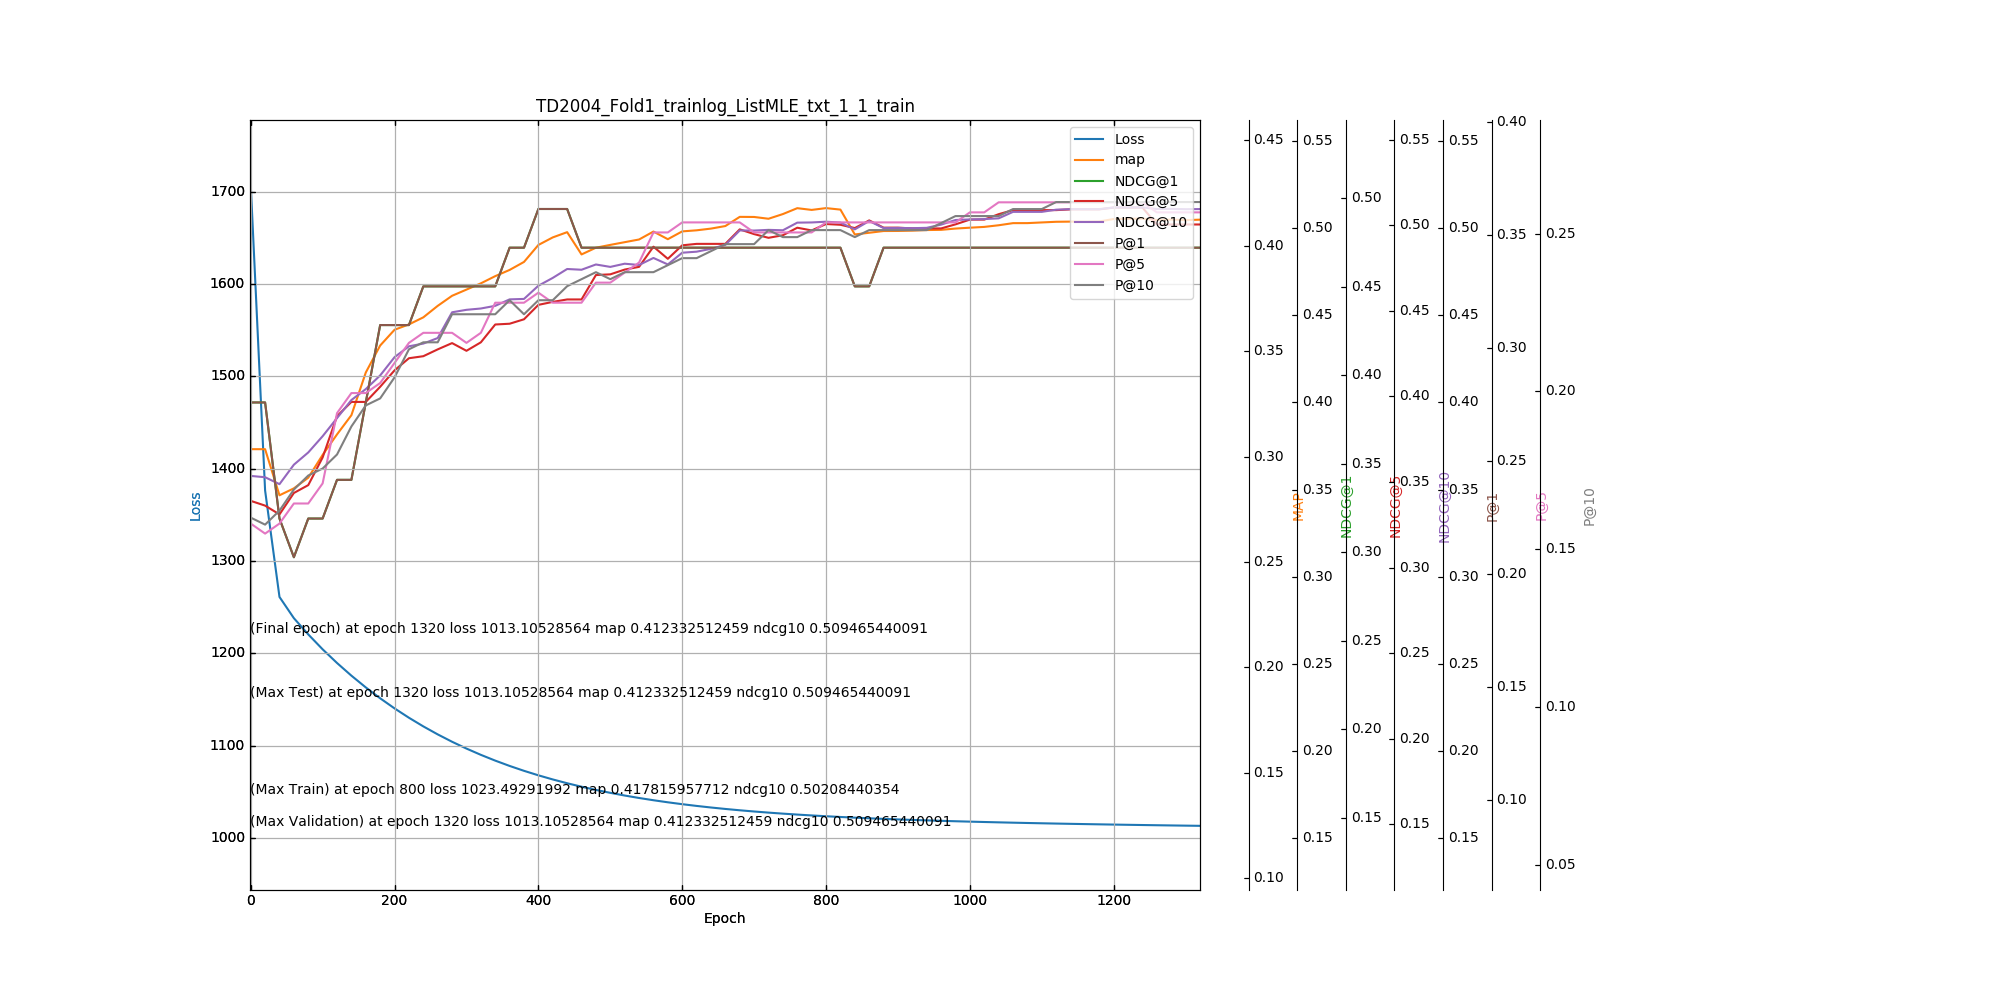 TD2004_Fold1_trainlog_ListMLE_txt_1_1_train
Loss
map
NDCG@1
NDCG@5
NDCG@10
P@1
P@5
P@10
1700
1600
1500
1400
1300
1200
1100
1000
Loss
(Final epoch) at epoch 1320 loss 1013.10528564 map 0.412332512459 ndcg10 0.509465440091
(Max Test) at epoch 1320 loss 1013.10528564 map 0.412332512459 ndcg10 0.509465440091
(Max Train) at epoch 800 loss 1023.49291992 map 0.417815957712 ndcg10 0.50208440354
(Max Validation) at epoch 1320 loss 1013.10528564 map 0.412332512459 ndcg10 0.509465440091
0 200 400 600 800 1000 1200
Epoch
0.45
0.40
0.35
0.30
0.25
0.20
0.15
0.10
MAP
0.55
0.50
0.45
0.40
0.35
0.30
0.25
0.20
0.15
NDCG@1
0.50
0.45
0.40
0.35
0.30
0.25
0.20
0.15
NDCG@5
0.55
0.50
0.45
0.40
0.35
0.30
0.25
0.20
0.15
NDCG@10
0.55
0.50
0.45
0.40
0.35
0.30
0.25
0.20
0.15
P@1
0.40
0.35
0.30
0.25
0.20
0.15
0.10
P@5
0.25
0.20
0.15
0.10
0.05
P@10